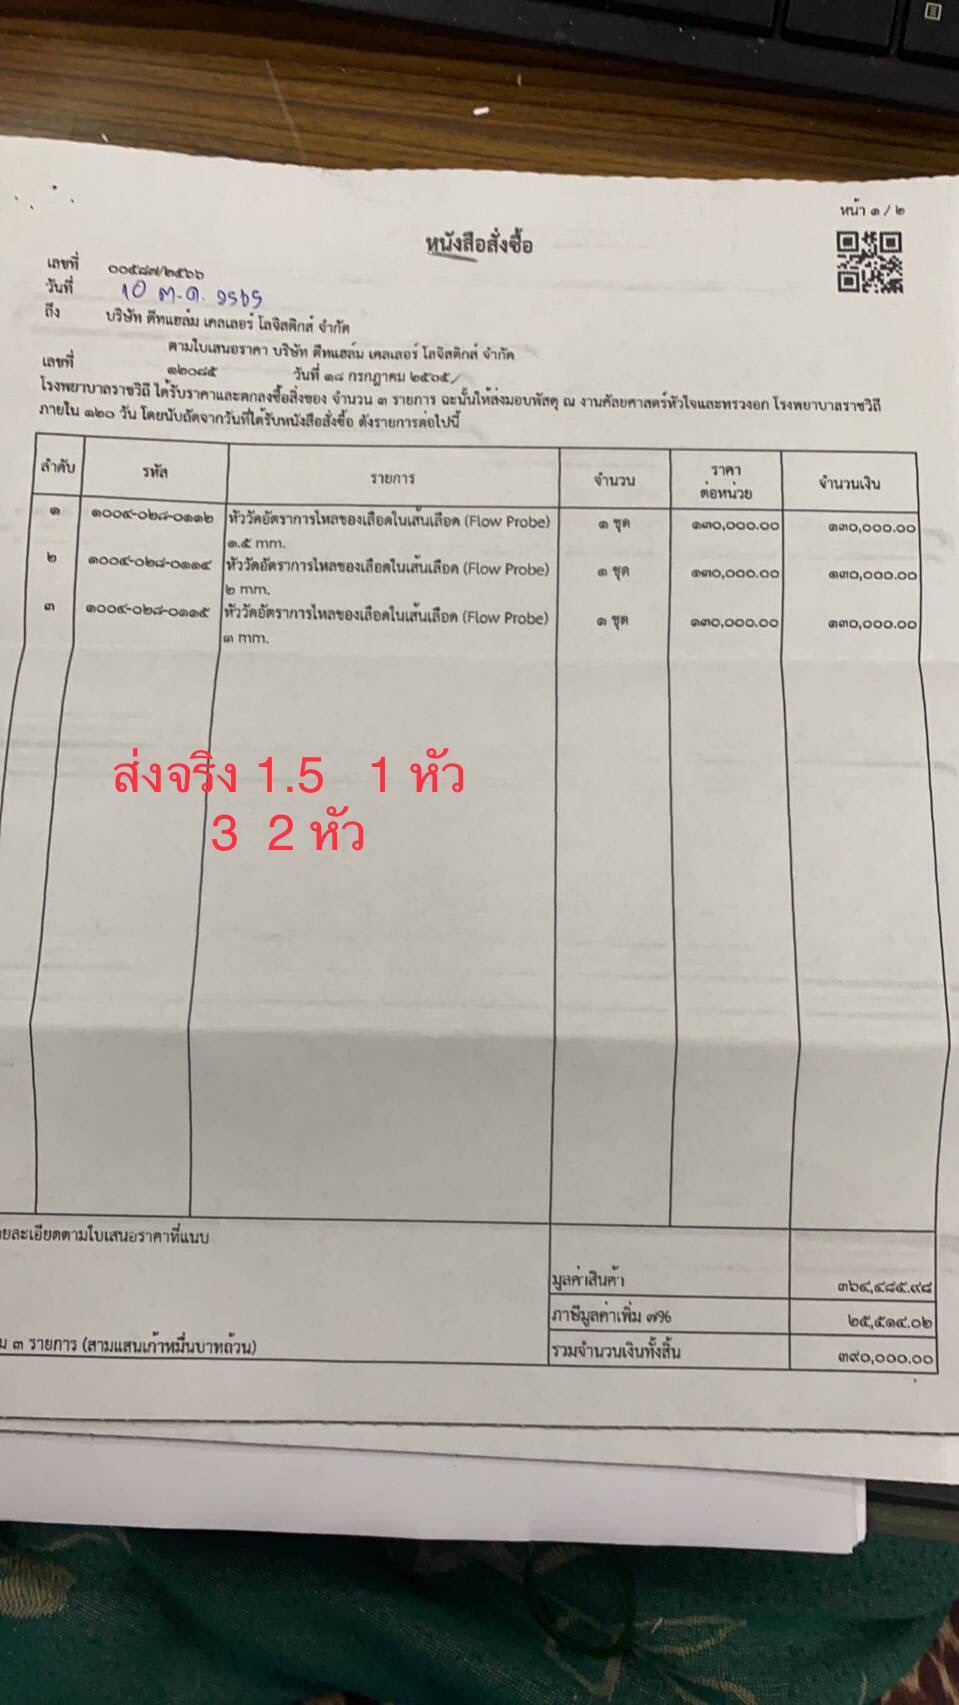 หน้า ๑ / ๒
หนังสือสั่งซื้อ
เลขที่ ๐๐๕๘๗/๒๕๖๖
วันที่ 10 ต.ค. 2565
ถึง บริษัท ดีทแฮล์ม เคลเลอร์ โลจิสติกส์ จำกัด
ตามใบเสนอราคา บริษัท ดีทแฮล์ม เคลเลอร์ โลจิสติกส์ จำกัด
เลขที่ ๑๒๐๘๕ วันที่ ๑๘ กรกฎาคม ๒๕๖๕
โรงพยาบาลราชวิถี ได้รับราคาและตกลงซื้อสิ่งของ จำนวน ๓ รายการ ฉะนั้นให้ส่งมอบพัสดุ ณ งานศัลยศาสตร์หัวใจและทรวงอก โรงพยาบาลราชวิถี
ภายใน ๑๒๐ วัน โดยนับถัดจากวันที่ได้รับหนังสือสั่งซื้อ ดังรายการต่อไปนี้
ลำดับ รหัส รายการ จำนวน ราคา ต่อหน่วย จำนวนเงิน
๑ ๑๐๐๔-๐๒๘-๐๑๑๒ หัววัดอัตราการไหลของเลือดในเส้นเลือด (Flow Probe) ๑ ชุด ๑๓๐,๐๐๐.๐๐ ๑๓๐,๐๐๐.๐๐
๑.๕ mm.
๒ ๑๐๐๔-๐๒๘-๐๑๑๔ หัววัดอัตราการไหลของเลือดในเส้นเลือด (Flow Probe) ๑ ชุด ๑๓๐,๐๐๐.๐๐ ๑๓๐,๐๐๐.๐๐
๒ mm.
๓ ๑๐๐๔-๐๒๘-๐๑๑๕ หัววัดอัตราการไหลของเลือดในเส้นเลือด (Flow Probe) ๑ ชุด ๑๓๐,๐๐๐.๐๐ ๑๓๐,๐๐๐.๐๐
๓ mm.
ส่งจริง 1.5 1 หัว
3 2 หัว
ยละเอียดตามใบเสนอราคาที่แนบ
มูลค่าสินค้า ๓๖๔,๔๘๕.๙๘
ภาษีมูลค่าเพิ่ม ๗% ๒๕,๕๑๔.๐๒
ม ๓ รายการ (สามแสนเก้าหมื่นบาทถ้วน) รวมจำนวนเงินทั้งสิ้น ๓๙๐,๐๐๐.๐๐